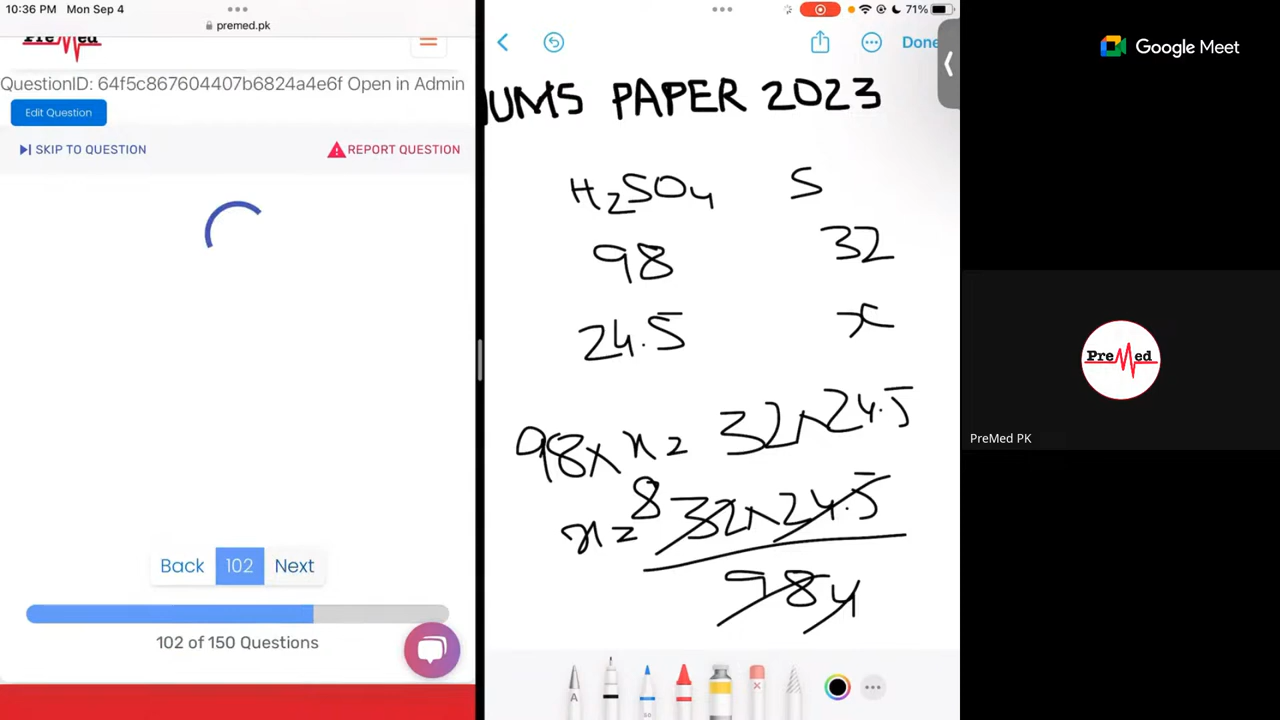 10:36 PM Mon Sep 4
premed.pk
71%
PreMed
QuestionID: 64f5c867604407b6824a4e6f Open in Admin
Edit Question
SKIP TO QUESTION
REPORT QUESTION
Back 102 Next
102 of 150 Questions
Done
UMS PAPER 2023
H₂SO₄ S
98 32
24.5 x
98 × x = 32 × 24.5
x = 8 32 × 24.5
98 4
Google Meet
PreMed
PreMed PK